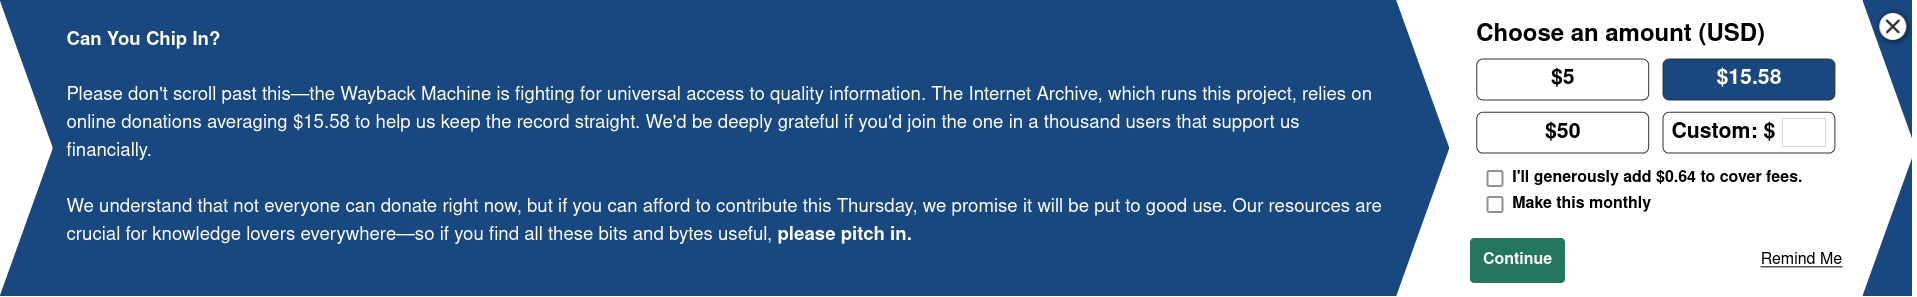 Can You Chip In?
Please don't scroll past this—the Wayback Machine is fighting for universal access to quality information. The Internet Archive, which runs this project, relies on
online donations averaging $15.58 to help us keep the record straight. We'd be deeply grateful if you'd join the one in a thousand users that support us
financially.
We understand that not everyone can donate right now, but if you can afford to contribute this Thursday, we promise it will be put to good use. Our resources are
crucial for knowledge lovers everywhere—so if you find all these bits and bytes useful, please pitch in.
Choose an amount (USD)
$5
$15.58
$50
Custom: $
I'll generously add $0.64 to cover fees.
Make this monthly
Continue
Remind Me